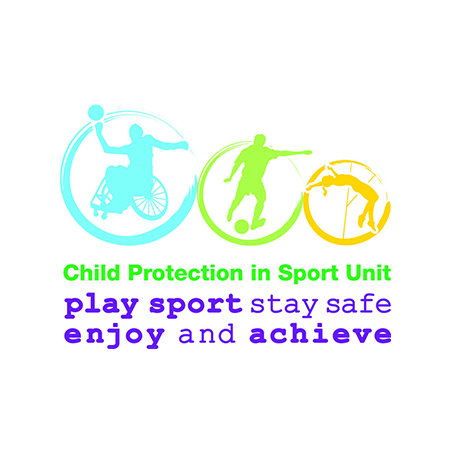 Child Protection in Sport Unit
play sport stay safe
enjoy and achieve